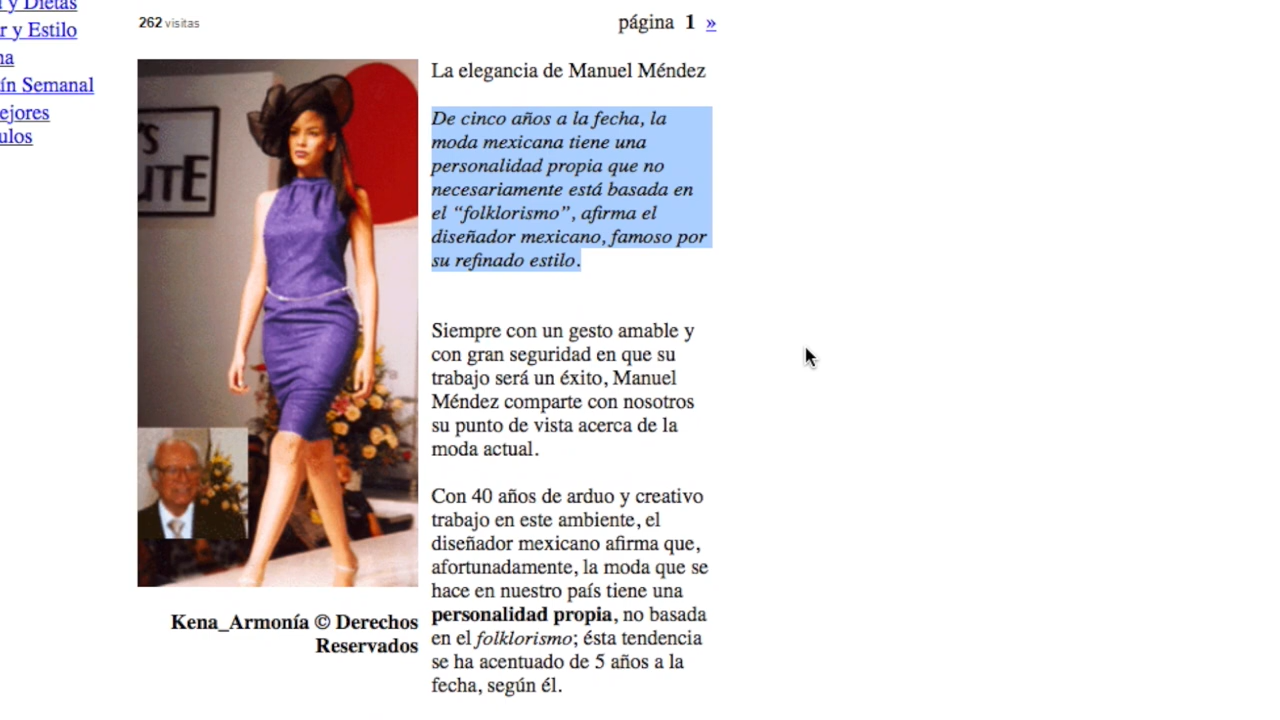 y Dietas
r y Estilo
ín Semanal
262 visitas
página 1 »
La elegancia de Manuel Méndez
De cinco años a la fecha, la
moda mexicana tiene una
personalidad propia que no
necesariamente está basada en
el “folklorismo”, afirma el
diseñador mexicano, famoso por
su refinado estilo.
Siempre con un gesto amable y
con gran seguridad en que su
trabajo será un éxito, Manuel
Méndez comparte con nosotros
su punto de vista acerca de la
moda actual.
Con 40 años de arduo y creativo
trabajo en este ambiente, el
diseñador mexicano afirma que,
afortunadamente, la moda que se
hace en nuestro país tiene una
personalidad propia, no basada
en el folklorismo; ésta tendencia
se ha acentuado de 5 años a la
fecha, según él.
Kena_Armonía © Derechos
Reservados